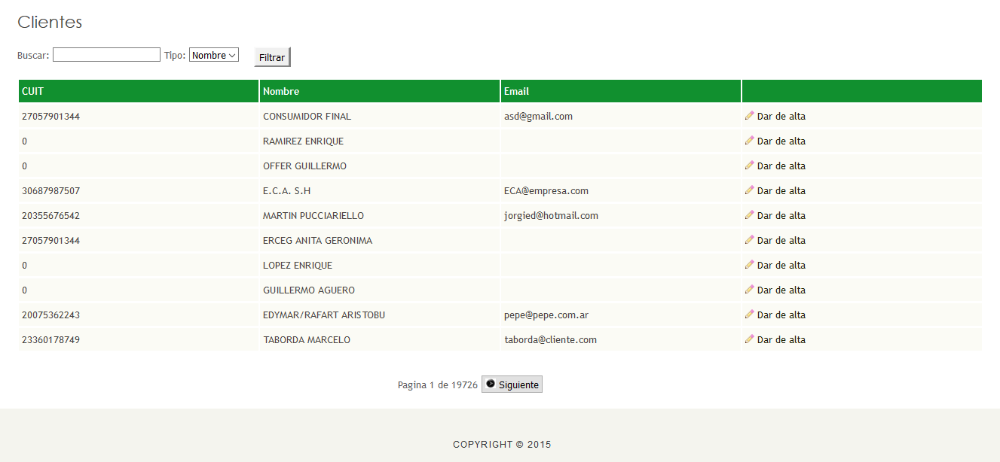 Clientes
Buscar: Tipo: Nombre Filtrar
CUIT Nombre Email
27057901344 CONSUMIDOR FINAL asd@gmail.com Dar de alta
0 RAMIREZ ENRIQUE Dar de alta
0 OFFER GUILLERMO Dar de alta
30687987507 E.C.A. S.H ECA@empresa.com Dar de alta
20355676542 MARTIN PUCCIARIELLO jorgied@hotmail.com Dar de alta
27057901344 ERCEG ANITA GERONIMA Dar de alta
0 LOPEZ ENRIQUE Dar de alta
0 GUILLERMO AGUERO Dar de alta
20075362243 EDYMAR/RAFART ARISTOBU pepe@pepe.com.ar Dar de alta
23360178749 TABORDA MARCELO taborda@cliente.com Dar de alta
Pagina 1 de 19726 Siguiente
COPYRIGHT © 2015